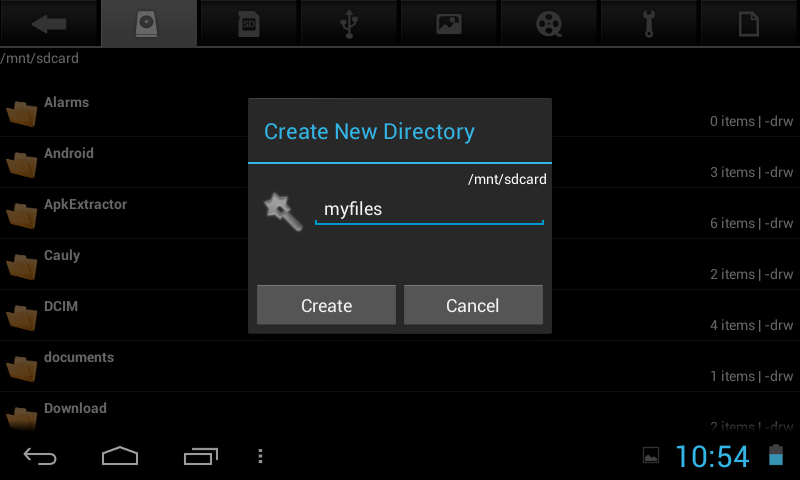 SD
/mnt/sdcard
Alarms
0 items | -drw
Android
3 items | -drw
ApkExtractor
6 items | -drw
Cauly
2 items | -drw
DCIM
4 items | -drw
documents
1 items | -drw
Download
2 items | -drw
Create New Directory
/mnt/sdcard
myfiles
Create
Cancel
10:54